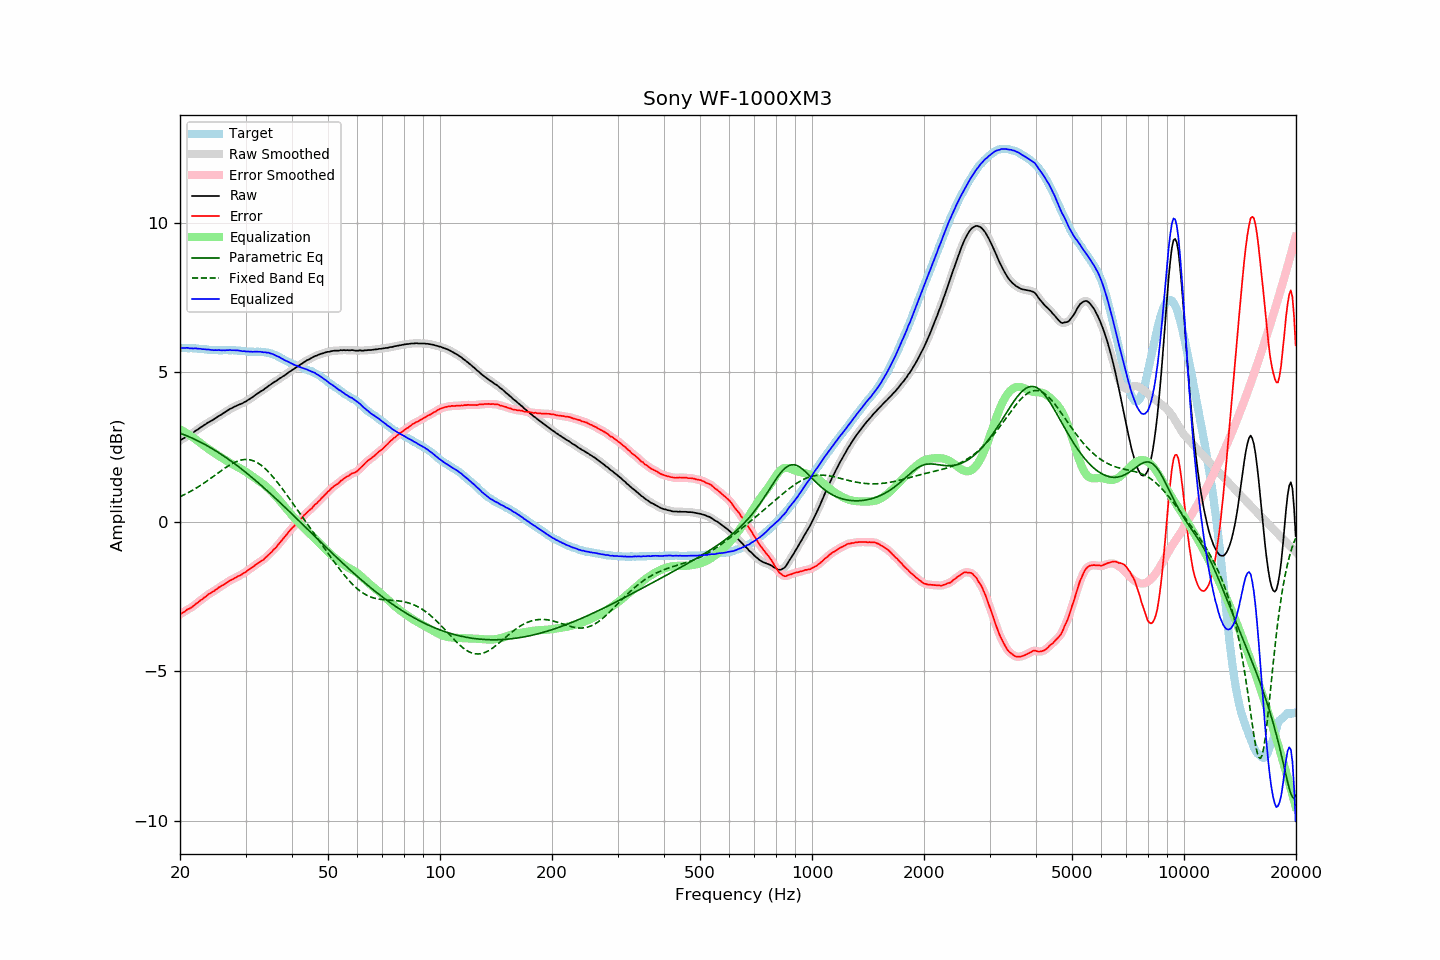 Sony WF-1000XM3
Target
Raw Smoothed
Error Smoothed
Raw
Error
Equalization
Parametric Eq
Fixed Band Eq
Equalized
Amplitude (dBr)
10
5
0
−5
−10
20 50 100 200 500 1000 2000 5000 10000 20000
Frequency (Hz)